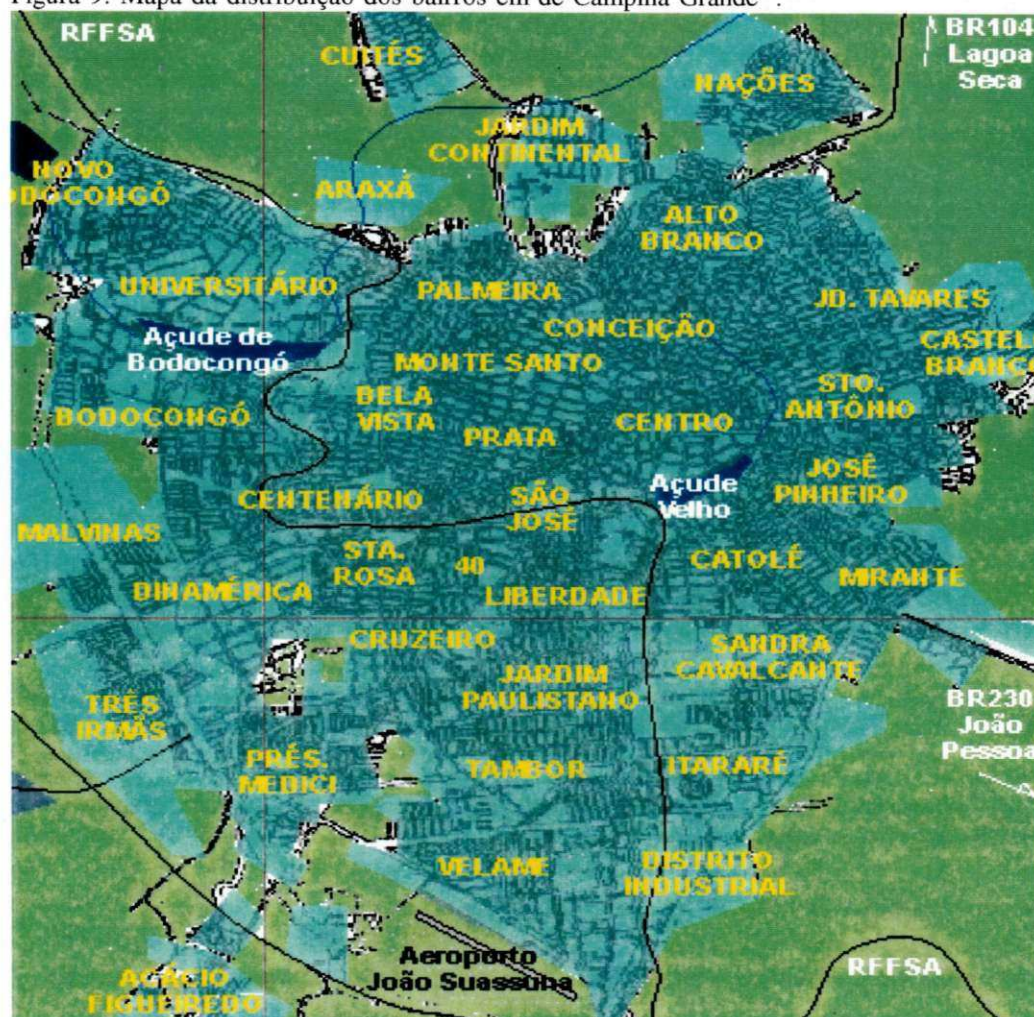 Figura 9. Mapa da distribuição dos bairros em de Campina Grande
RFFSA
CUITÉS
NAÇÕES
BR104
Lagoa
Seca
JARDIM
CONTINENTAL
NOVO
ODOCONGÓ
ARAXÁ
ALTO
BRANCO
UNIVERSITÁRIO
PALMEIRA
JD. TAVARES
CONCEIÇÃO
Açude de
Bodocongó
CASTEL
BRANC
MONTE SANTO
STO.
ANTÔNIO
BELA
VISTA
BODOCONGÓ
CENTRO
PRATA
JOSÉ
PINHEIRO
Açude
Velho
CENTENÁRIO
SÃO
JOSÉ
MALVINAS
STA.
ROSA
40
CATOLÉ
MIRANTE
DINAMÉRICA
LIBERDADE
CRUZEIRO
SANDRA
CAVALCANTE
JARDIM
PAULISTANO
TRÊS
IRMÃS
BR230
João
Pessoa
PRÉS.
MEDICI
TAMBOR
ITARARÉ
VELAME
DISTRITO
INDUSTRIAL
Aeroporto
João Suassuna
RFFSA
ACÁCIO
FIGUEIREDO